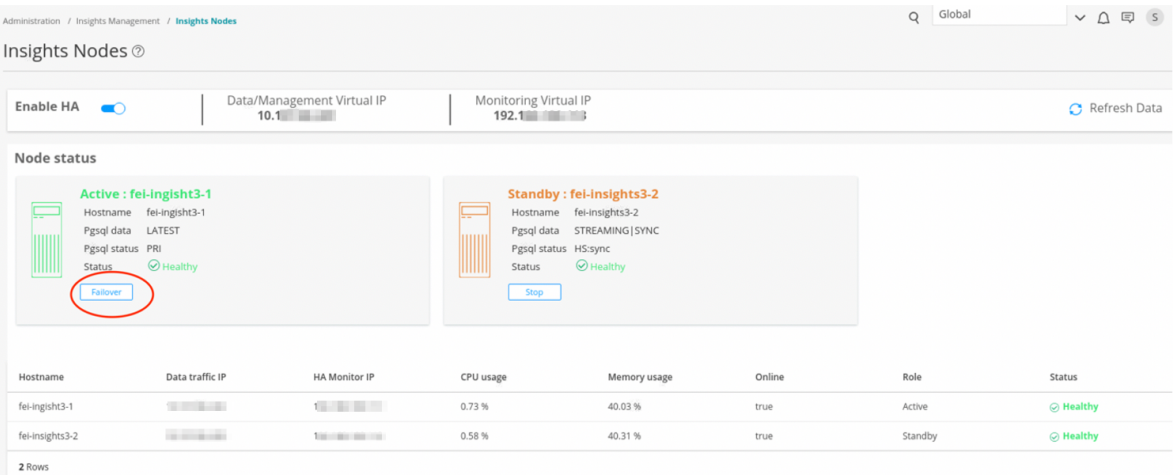 Administration / Insights Management / Insights Nodes
Global
S
Insights Nodes
Enable HA
Data/Management Virtual IP
10.1
Monitoring Virtual IP
192.1
Refresh Data
Node status
Active : fei-ingisht3-1
Hostname fei-ingisht3-1
Pgsql data LATEST
Pgsql status PRI
Status Healthy
Failover
Standby : fei-insights3-2
Hostname fei-insights3-2
Pgsql data STREAMING|SYNC
Pgsql status HS:sync
Status Healthy
Stop
Hostname Data traffic IP HA Monitor IP CPU usage Memory usage Online Role Status
fei-ingisht3-1 0.73 % 40.03 % true Active Healthy
fei-insights3-2 0.58 % 40.31 % true Standby Healthy
2 Rows